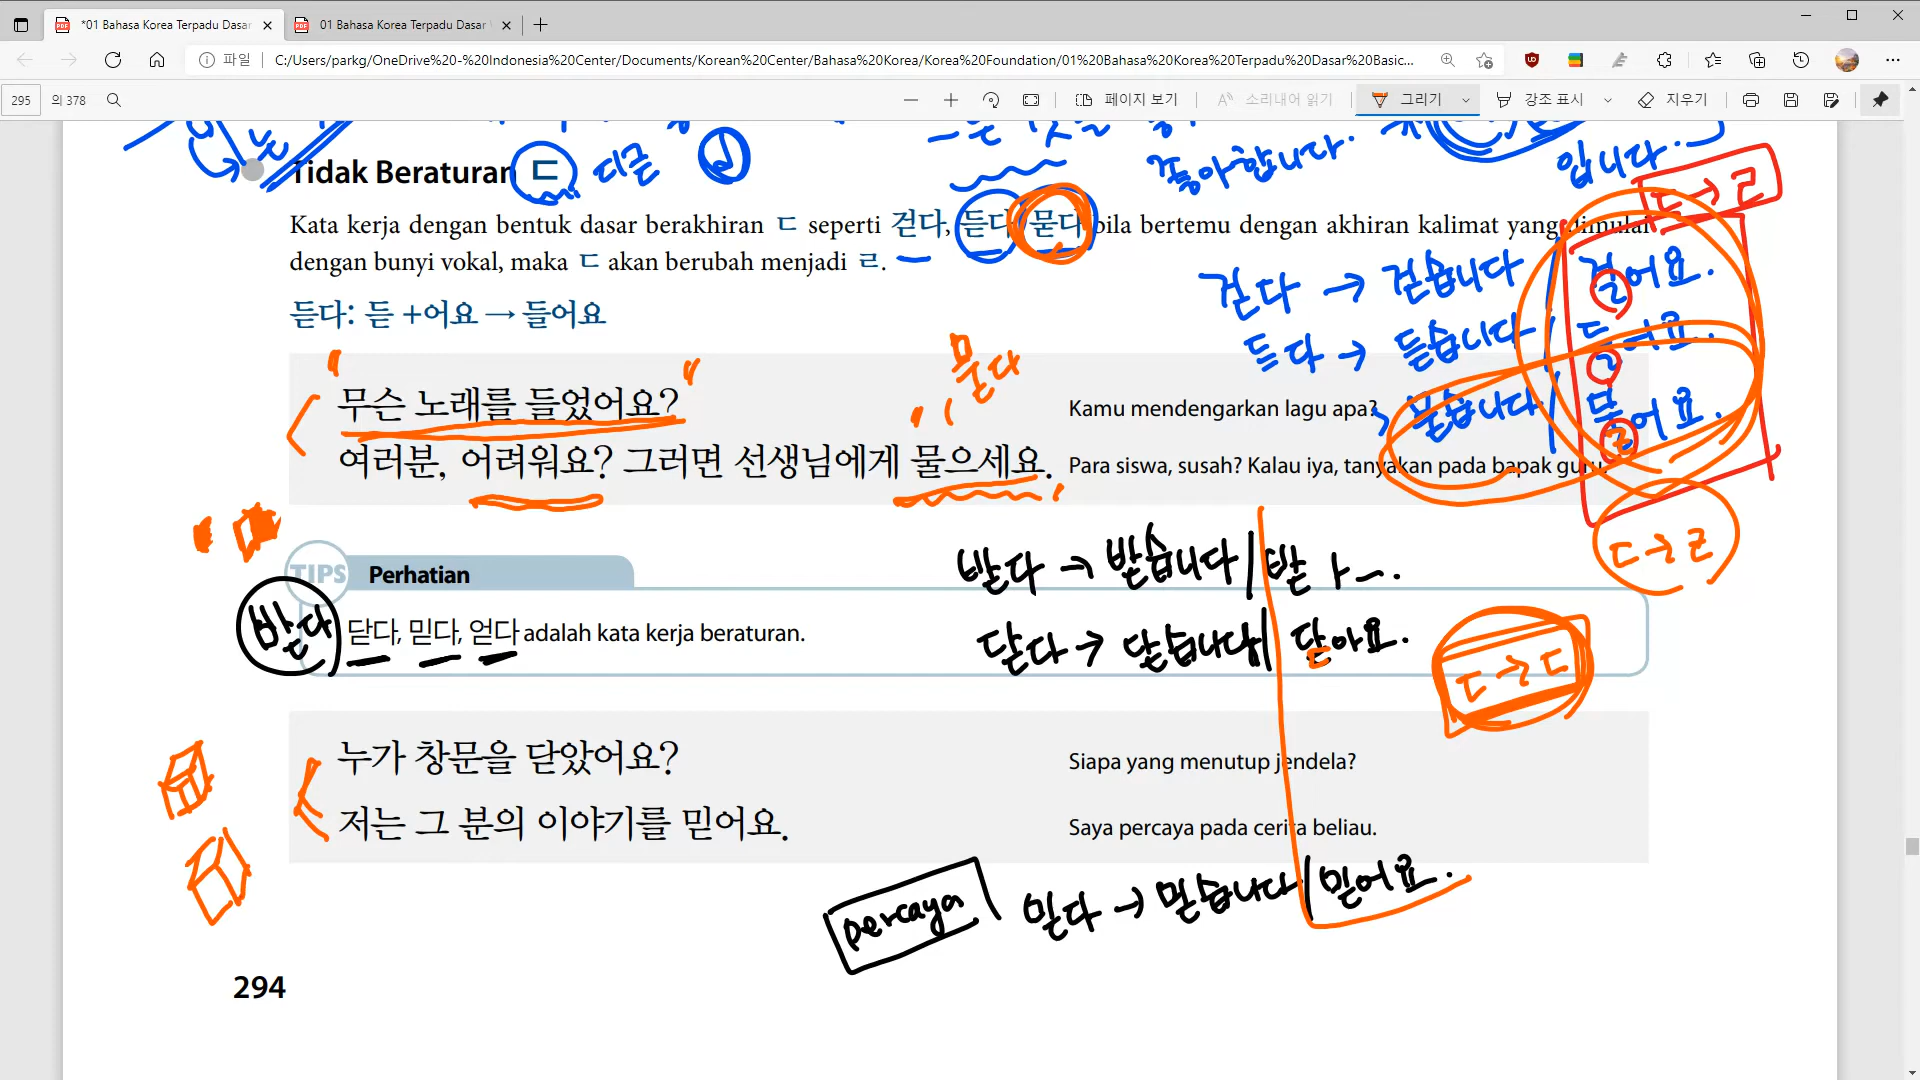 *01 Bahasa Korea Terpadu Dasar
01 Bahasa Korea Terpadu Dasar
파일 C:/Users/parkg/OneDrive%20-%20Indonesia%20Center/Documents/Korean%20Center/Bahasa%20Korea/Korea%20Foundation/01%20Bahasa%20Korea%20Terpadu%20Dasar%20Basic...
295 의 378 페이지 보기 소리내어 읽기 그리기 강조 표시 지우기
좋아합니다. 입니다.
Tidak Beraturan ㄷ 디귿
ㄷ → ㄹ
Kata kerja dengan bentuk dasar berakhiran ㄷ seperti 걷다, 듣다, 묻다 bila bertemu dengan akhiran kalimat yang dimulai
dengan bunyi vokal, maka ㄷ akan berubah menjadi ㄹ.
걷다 → 걷습니다 / 걸어요.
듣다: 듣 +어요 → 들어요
듣다 → 듣습니다 / 들어요.
묻다
무슨 노래를 들었어요? Kamu mendengarkan lagu apa?
묻습니다 / 물어요.
여러분, 어려워요? 그러면 선생님에게 물으세요. Para siswa, susah? Kalau iya, tanyakan pada bapak guru.
ㄷ → ㄹ
받다 → 받습니다 / 받
TIPS Perhatian
받다 닫다, 믿다, 얻다 adalah kata kerja beraturan.
닫다 → 닫습니다 / 닫아요.
ㄷ → ㄷ
누가 창문을 닫았어요? Siapa yang menutup jendela?
저는 그 분의 이야기를 믿어요. Saya percaya pada cerita beliau.
percaya 믿다 → 믿습니다 / 믿어요.
294